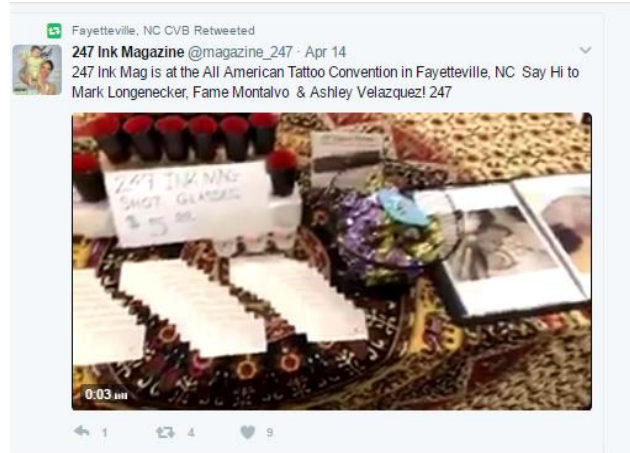 Fayetteville, NC CVB Retweeted
247 Ink Magazine @magazine_247 · Apr 14
247 Ink Mag is at the All American Tattoo Convention in Fayetteville, NC Say Hi to
Mark Longenecker, Fame Montalvo & Ashley Velazquez! 247
247 INK MAG
SHOT GLASSES
$5.00
0:03
1 4 9